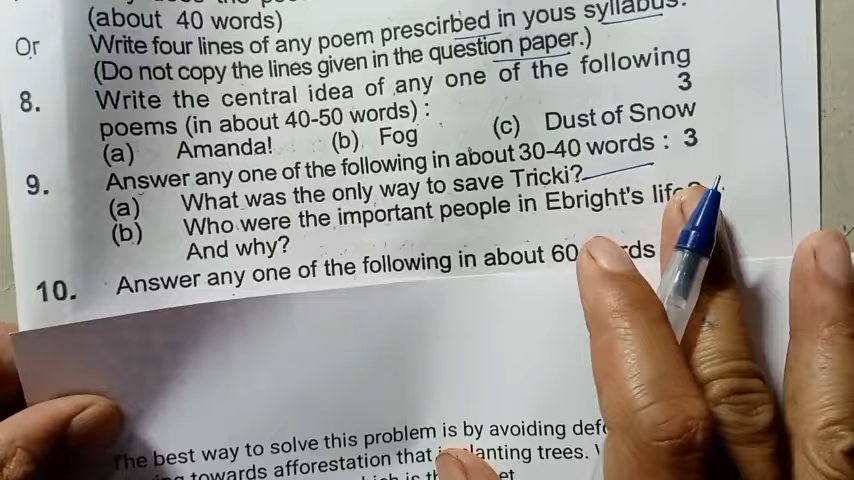 (about 40 words)
Or Write four lines of any poem prescirbed in yous syllabus.
(Do not copy the lines given in the question paper.)
8. Write the central idea of any one of the following
poems (in about 40-50 words) : 3
(a) Amanda! (b) Fog (c) Dust of Snow
9. Answer any one of the following in about 30-40 words : 3
(a) What was the only way to save Tricki?
(b) Who were the important people in Ebright's life?
And why?
10. Answer any one of the following in about 60
The best way to solve this problem is by avoiding
towards afforestation that planting trees.